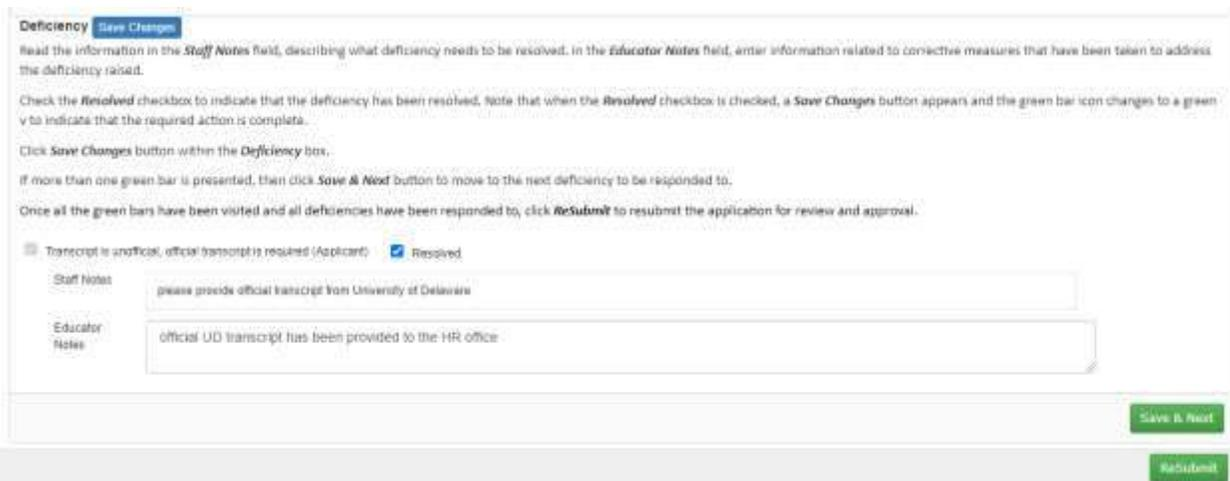 Deficiency Save Changes
Read the information in the Staff Notes field, describing what deficiency needs to be resolved. In the Educator Notes field, enter information related to corrective measures that have been taken to address
the deficiency raised.
Check the Resolved checkbox to indicate that the deficiency has been resolved. Note that when the Resolved checkbox is checked, a Save Changes button appears and the green bar icon changes to a green
v to indicate that the required action is complete.
Click Save Changes button within the Deficiency box.
If more than one green bar is presented, then click Save & Next button to move to the next deficiency to be responded to.
Once all the green bars have been visited and all deficiencies have been responded to, click ReSubmit to resubmit the application for review and approval.
Transcript is unofficial, official transcript is required (Applicant) Resolved
Staff Notes
please provide official transcript from University of Delaware
Educator
Notes
official UD transcript has been provided to the HR office
Save & Next
ReSubmit